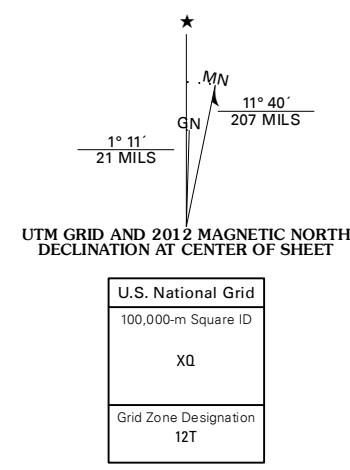 ★
MN
11° 40´
207 MILS
GN
1° 11´
21 MILS
UTM GRID AND 2012 MAGNETIC NORTH
DECLINATION AT CENTER OF SHEET
U.S. National Grid
100,000-m Square ID
XQ
Grid Zone Designation
12T